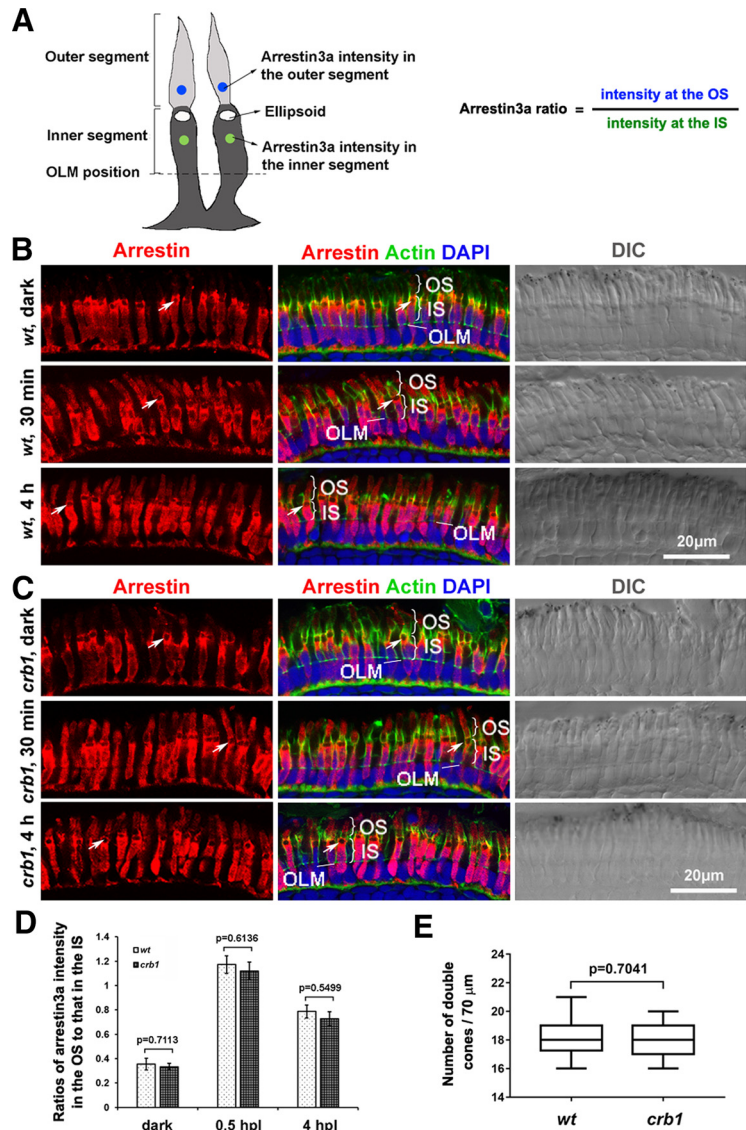 A
Outer segment
Arrestin3a intensity in
the outer segment
Ellipsoid
Inner segment
Arrestin3a intensity in
the inner segment
OLM position
Arrestin3a ratio =
intensity at the OS
intensity at the IS
B
Arrestin
Arrestin Actin DAPI
DIC
wt, dark
OS
IS
OLM
wt, 30 min
OS
IS
OLM
wt, 4 h
OS
IS
OLM
20μm
C
Arrestin
Arrestin Actin DAPI
DIC
crb1, dark
OS
IS
OLM
crb1, 30 min
OS
IS
OLM
crb1, 4 h
OS
IS
OLM
20μm
D
Ratios of arrestin3a intensity
in the OS to that in the IS
1.4
1.2
1
0.8
0.6
0.4
0.2
0
wt
crb1
p=0.7113
p=0.6136
p=0.5499
dark
0.5 hpl
4 hpl
E
Number of double
cones / 70 μm
24
22
20
18
16
14
p=0.7041
wt
crb1